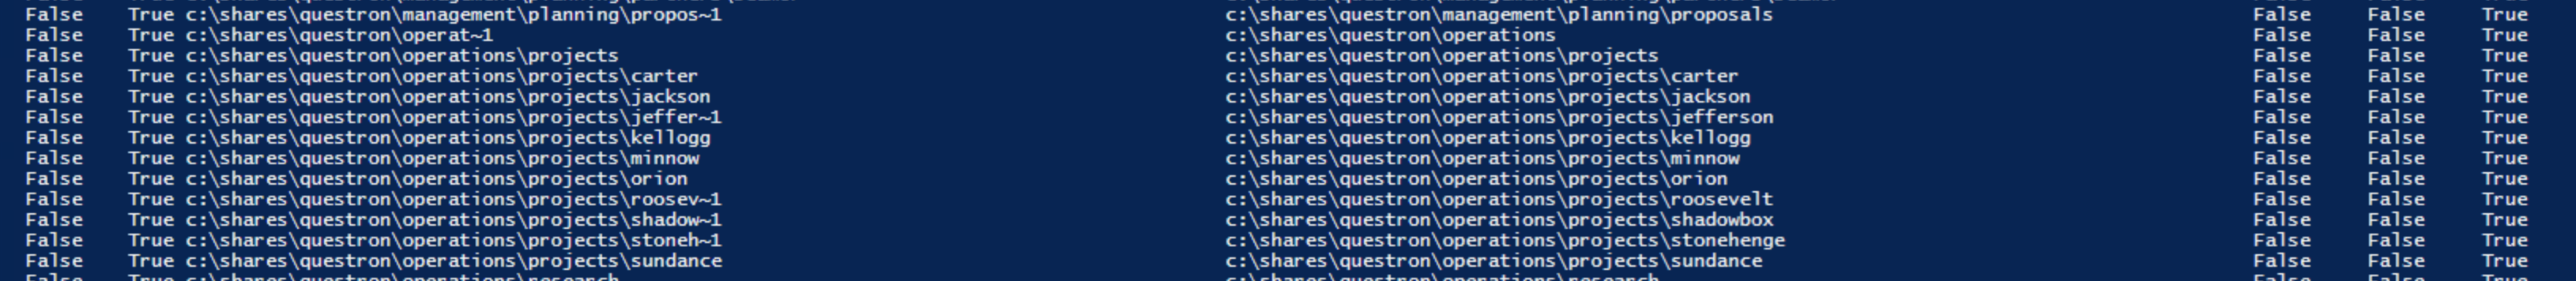 False True c:\shares\questron\management\planning\propos~1 c:\shares\questron\management\planning\proposals False False True
False True c:\shares\questron\operat~1 c:\shares\questron\operations False False True
False True c:\shares\questron\operations\projects c:\shares\questron\operations\projects False False True
False True c:\shares\questron\operations\projects\carter c:\shares\questron\operations\projects\carter False False True
False True c:\shares\questron\operations\projects\jackson c:\shares\questron\operations\projects\jackson False False True
False True c:\shares\questron\operations\projects\jeffer~1 c:\shares\questron\operations\projects\jefferson False False True
False True c:\shares\questron\operations\projects\kellogg c:\shares\questron\operations\projects\kellogg False False True
False True c:\shares\questron\operations\projects\minnow c:\shares\questron\operations\projects\minnow False False True
False True c:\shares\questron\operations\projects\orion c:\shares\questron\operations\projects\orion False False True
False True c:\shares\questron\operations\projects\roosev~1 c:\shares\questron\operations\projects\roosevelt False False True
False True c:\shares\questron\operations\projects\shadow~1 c:\shares\questron\operations\projects\shadowbox False False True
False True c:\shares\questron\operations\projects\stoneh~1 c:\shares\questron\operations\projects\stonehenge False False True
False True c:\shares\questron\operations\projects\sundance c:\shares\questron\operations\projects\sundance False False True
False True c:\shares\questron\operations\research c:\shares\questron\operations\research False False True